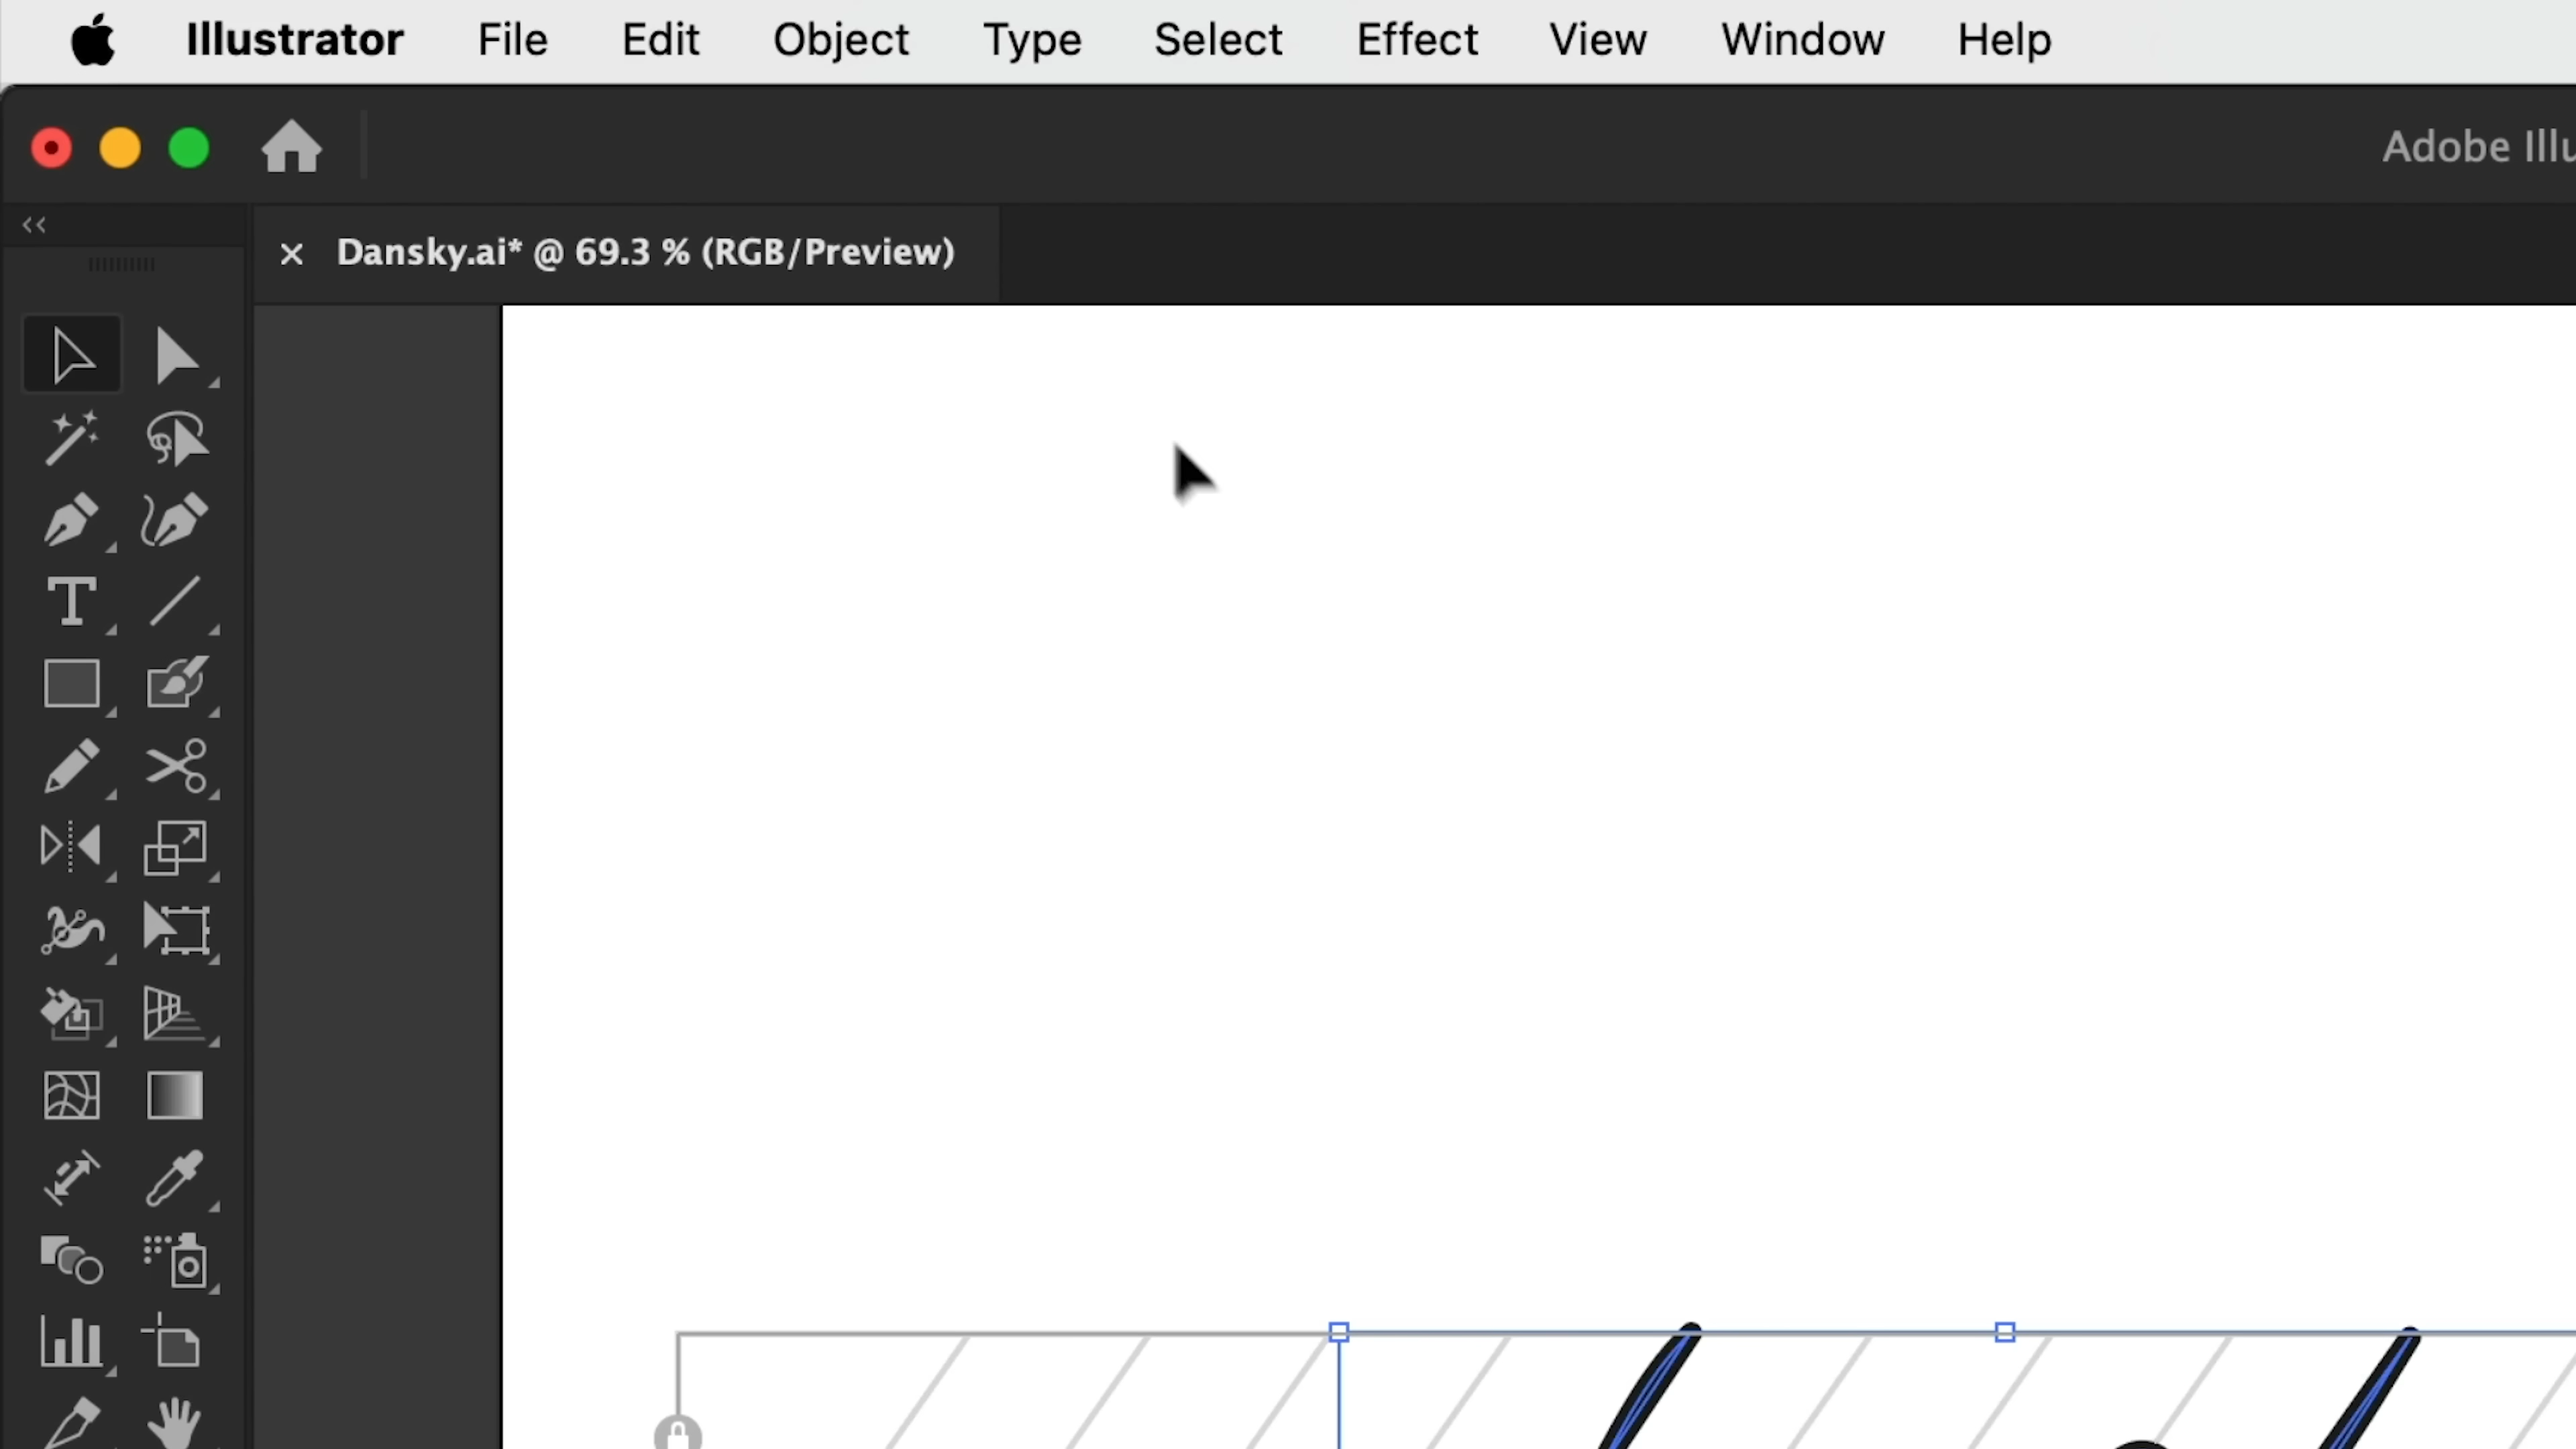 Illustrator File Edit Object Type Select Effect View Window Help
Adobe Illu
Dansky.ai* @ 69.3 % (RGB/Preview)